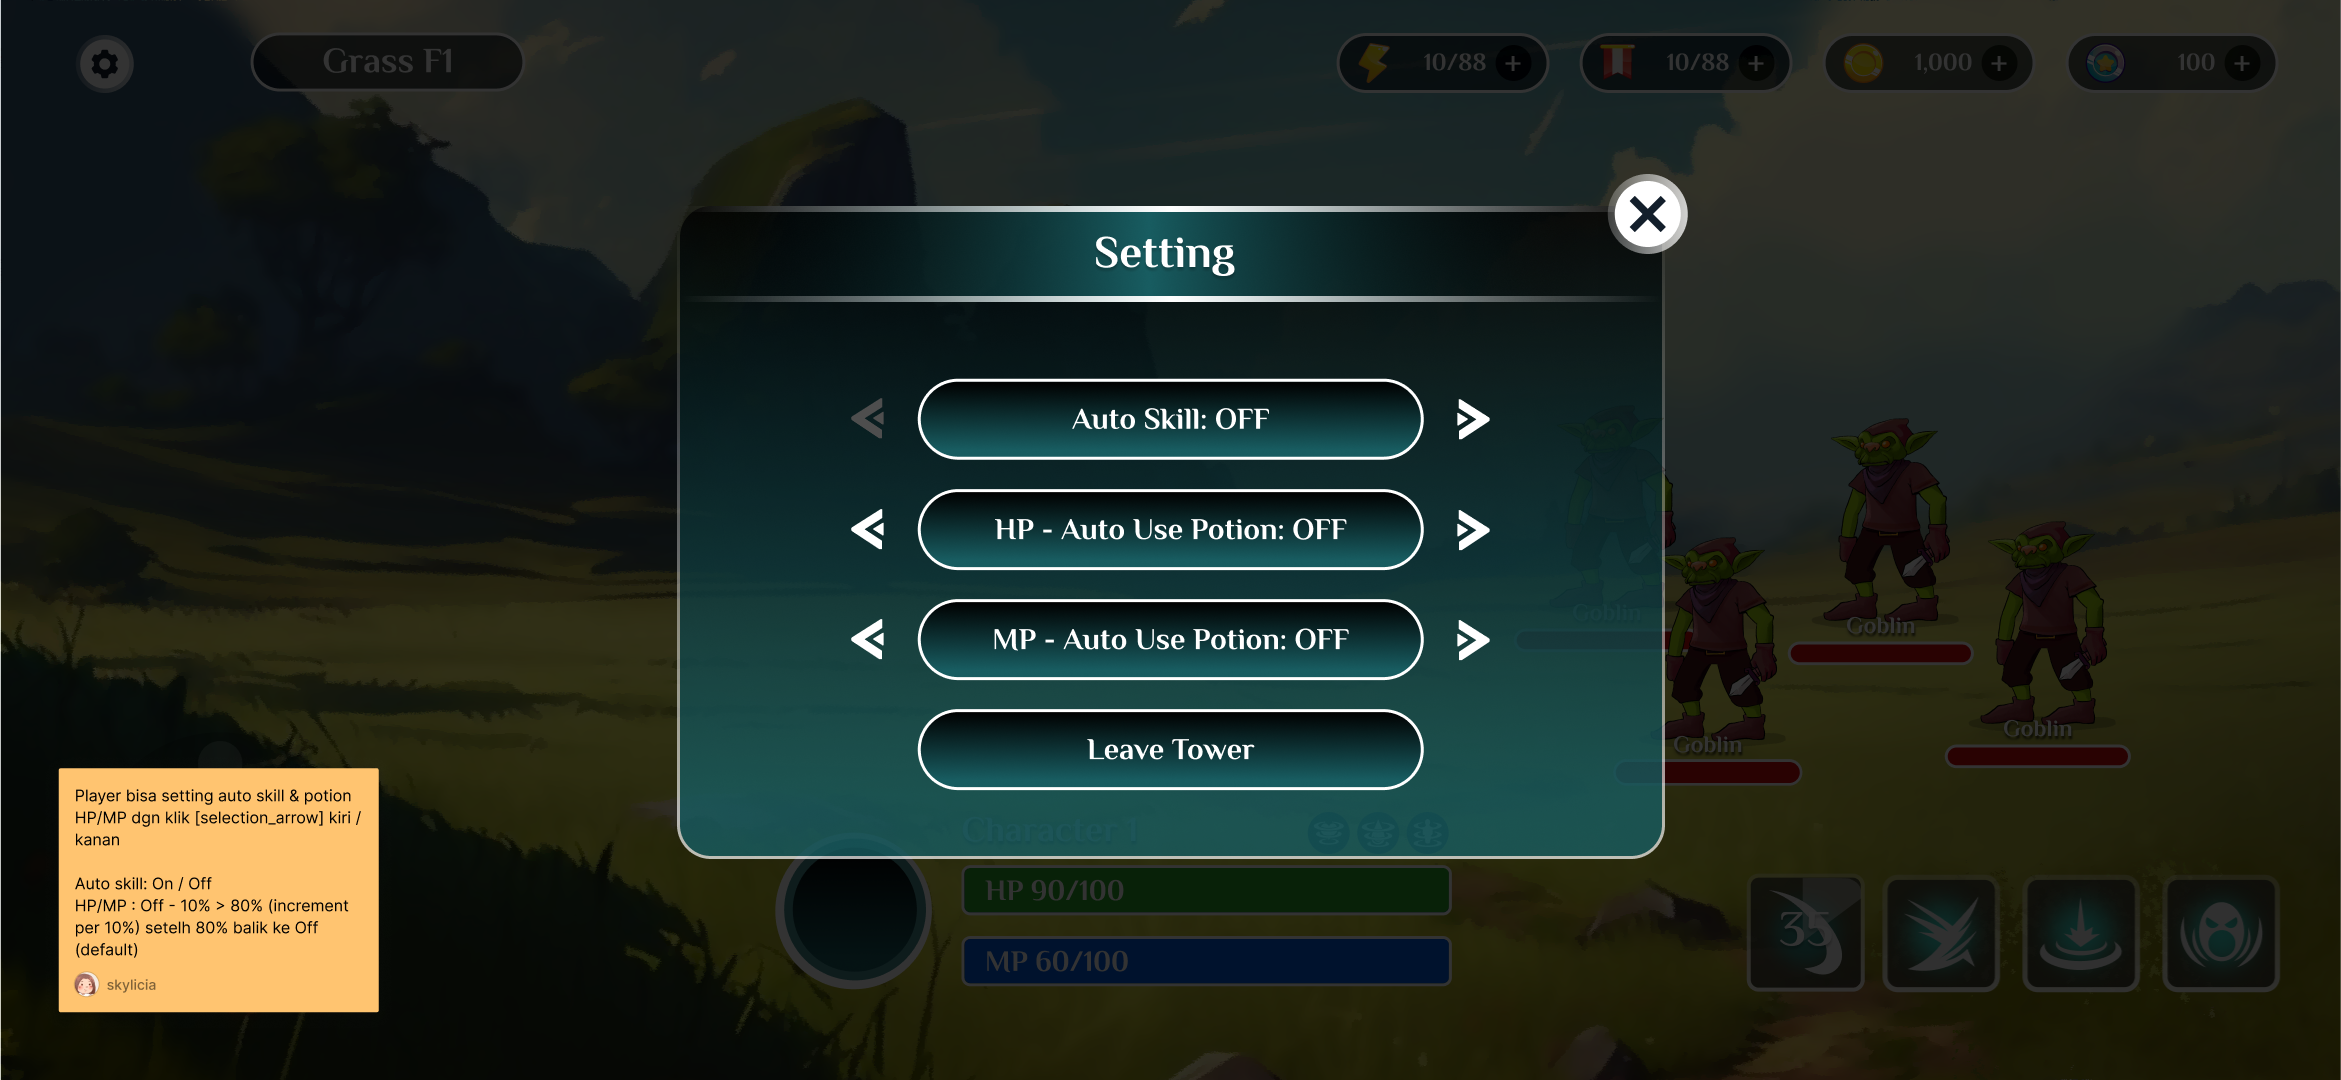 Grass F1
10/88 +
10/88 +
1,000 +
100 +
Setting
Auto Skill: OFF
HP - Auto Use Potion: OFF
MP - Auto Use Potion: OFF
Leave Tower
Goblin
Goblin
Goblin
Goblin
Character 1
HP 90/100
MP 60/100
35
Player bisa setting auto skill & potion
HP/MP dgn klik [selection_arrow] kiri /
kanan
Auto skill: On / Off
HP/MP : Off - 10% > 80% (increment
per 10%) setelh 80% balik ke Off
(default)
skylicia